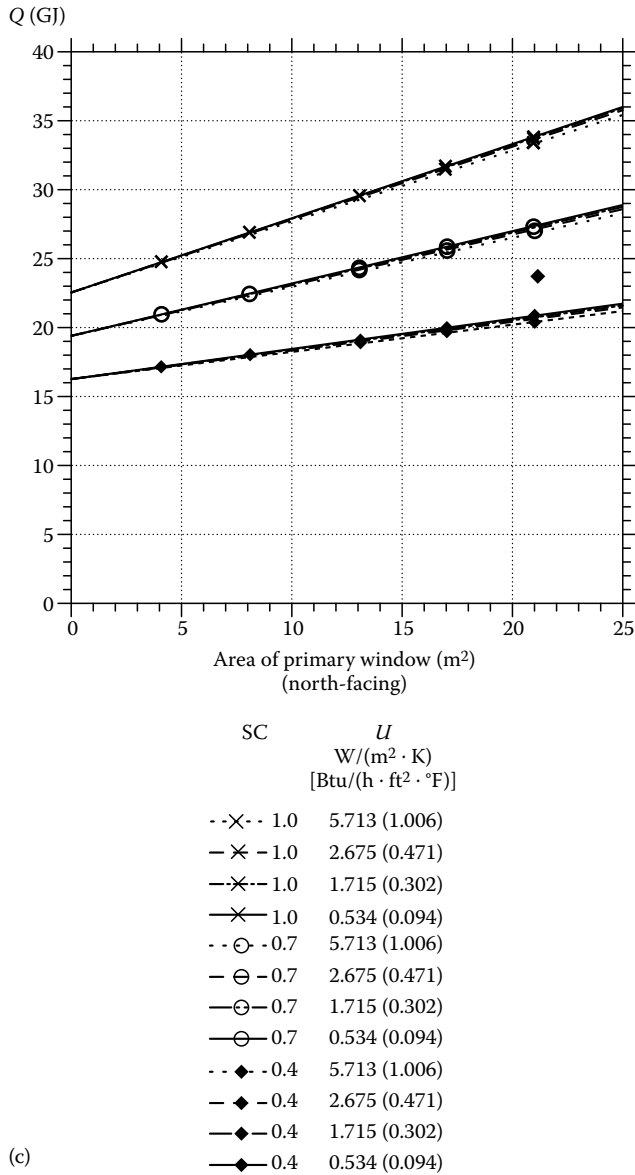 Q (GJ)
40
35
30
25
20
15
10
5
0
0 5 10 15 20 25
Area of primary window (m²)
(north-facing)
SC U
W/(m² · K)
[Btu/(h · ft² · °F)]
1.0 5.713 (1.006)
1.0 2.675 (0.471)
1.0 1.715 (0.302)
1.0 0.534 (0.094)
0.7 5.713 (1.006)
0.7 2.675 (0.471)
0.7 1.715 (0.302)
0.7 0.534 (0.094)
0.4 5.713 (1.006)
0.4 2.675 (0.471)
0.4 1.715 (0.302)
(c) 0.4 0.534 (0.094)